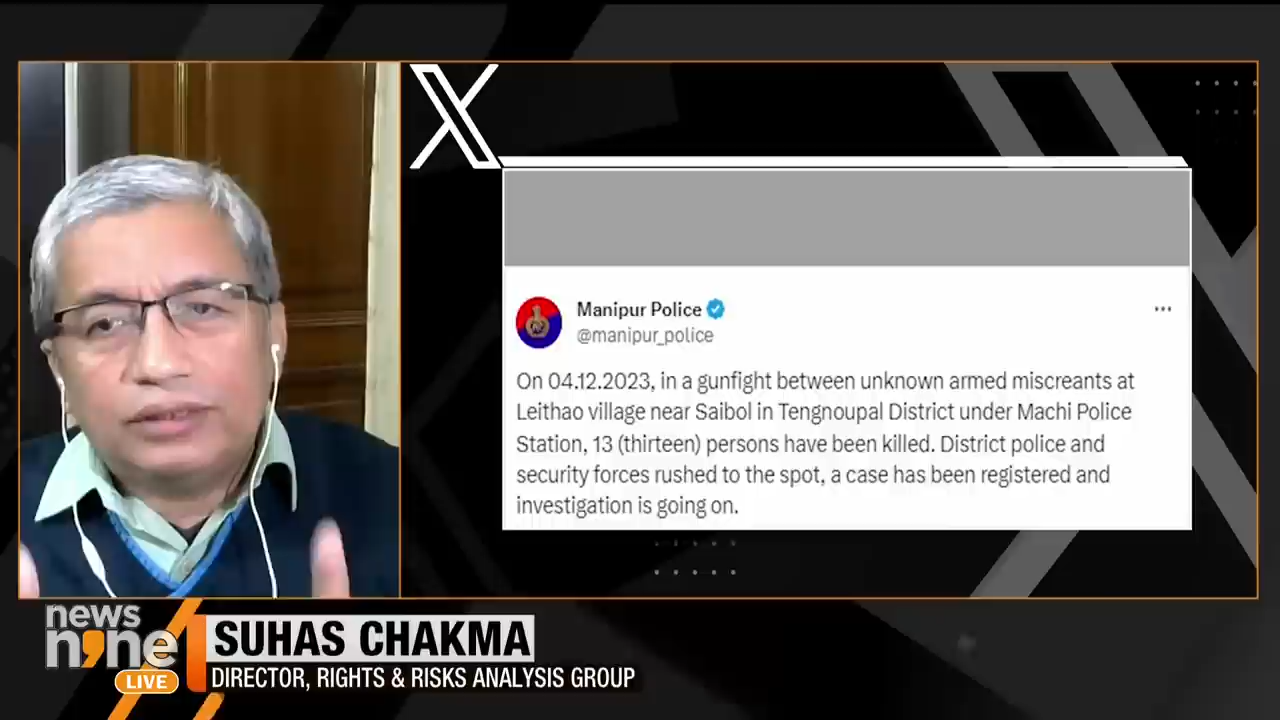 X
Manipur Police
@manipur_police
On 04.12.2023, in a gunfight between unknown armed miscreants at
Leithao village near Saibol in Tengnoupal District under Machi Police
Station, 13 (thirteen) persons have been killed. District police and
security forces rushed to the spot, a case has been registered and
investigation is going on.
news
nine
LIVE
SUHAS CHAKMA
DIRECTOR, RIGHTS & RISKS ANALYSIS GROUP